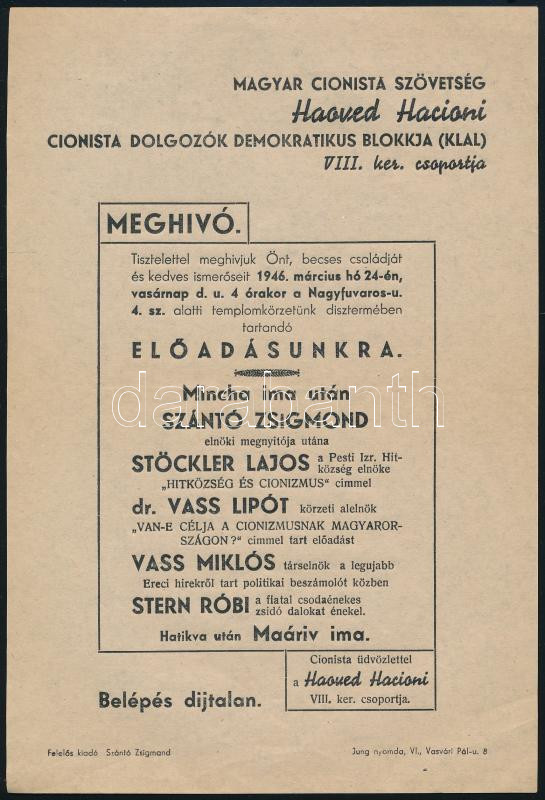 MAGYAR CIONISTA SZÖVETSÉG
Haoved Hacioni
CIONISTA DOLGOZÓK DEMOKRATIKUS BLOKKJA (KLAL)
VIII. ker. csoportja
MEGHIVÓ.
Tisztelettel meghivjuk Önt, becses családját
és kedves ismerőseit 1946. március hó 24-én,
vasárnap d. u. 4 órakor a Nagyfuvaros-u.
4. sz. alatti templomkörzetünk disztermében
tartandó
ELŐADÁSUNKRA.
Mincha ima után
SZÁNTÓ ZSIGMOND
elnöki megnyitója utána
STÖCKLER LAJOS a Pesti Izr. Hit-
község elnöke
„HITKÖZSÉG ÉS CIONIZMUS" cimmel
dr. VASS LIPÓT körzeti alelnök
„VAN-E CÉLJA A CIONIZMUSNAK MAGYAROR-
SZÁGON?" cimmel tart előadást
VASS MIKLÓS társelnök a legujabb
Ereci hirekről tart politikai beszámolót közben
STERN RÓBI a fiatal csodaénekes
zsidó dalokat énekel.
Hatikva után Maáriv ima.
Cionista üdvözlettel
a Haoved Hacioni
VIII. ker. csoportja.
Belépés dijtalan.
Felelős kiadó Szántó Zsigmond
Jung nyomda, VI., Vasvári Pál-u. 8
darabanth